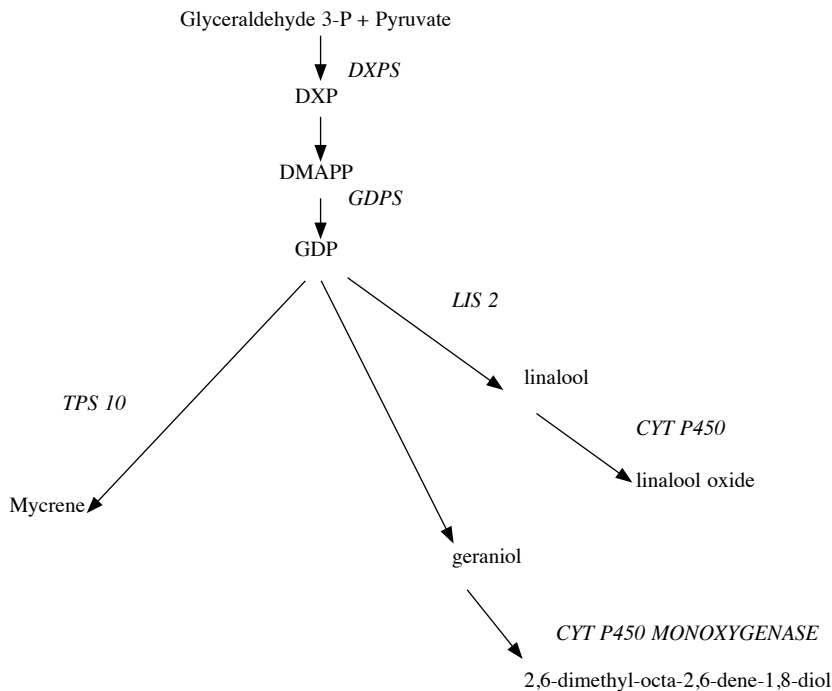 Glyceraldehyde 3-P + Pyruvate
DXPS
DXP
DMAPP
GDPS
GDP
LIS 2
linalool
TPS 10
CYT P450
linalool oxide
Mycrene
geraniol
CYT P450 MONOXYGENASE
2,6-dimethyl-octa-2,6-dene-1,8-diol